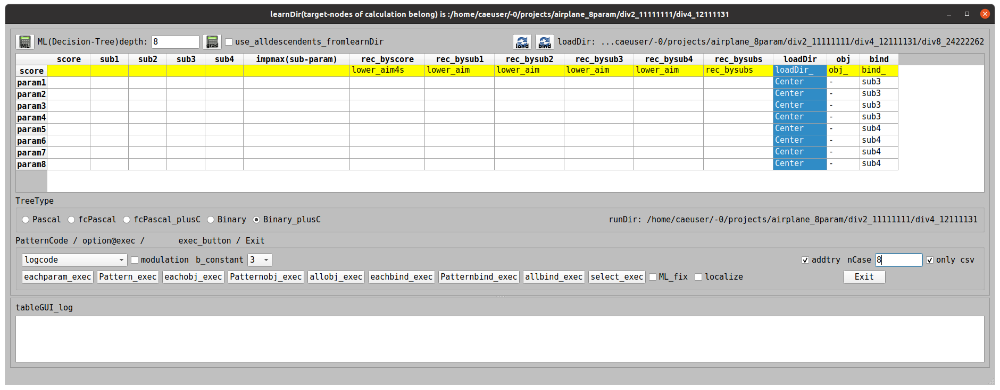 learnDir(target-nodes of calculation belong) is :/home/caeuser/-0/projects/airplane_8param/div2_11111111/div4_12111131
ML ML(Decision-Tree)depth: 8 grad use_alldescendents_fromlearnDir load bind loadDir: ...caeuser/-0/projects/airplane_8param/div2_11111111/div4_12111131/div8_24222262
score sub1 sub2 sub3 sub4 impmax(sub-param) rec_byscore rec_bysub1 rec_bysub2 rec_bysub3 rec_bysub4 rec_bysubs loadDir obj bind
score lower_aim4s lower_aim lower_aim lower_aim lower_aim rec_bysubs loadDir_ obj_ bind_
param1 Center - sub3
param2 Center - sub3
param3 Center - sub3
param4 Center - sub3
param5 Center - sub4
param6 Center - sub4
param7 Center - sub4
param8 Center - sub4
TreeType
Pascal fcPascal fcPascal_plusC Binary Binary_plusC runDir: /home/caeuser/-0/projects/airplane_8param/div2_11111111/div4_12111131
PatternCode / option@exec / exec_button / Exit
logcode modulation b_constant 3 addtry nCase 8 only csv
eachparam_exec Pattern_exec eachobj_exec Patternobj_exec allobj_exec eachbind_exec Patternbind_exec allbind_exec select_exec ML_fix localize Exit
tableGUI_log